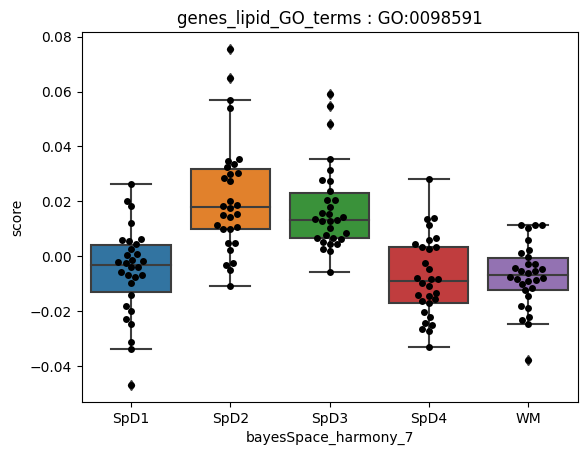 genes_lipid_GO_terms : GO:0098591
0.08
0.06
0.04
0.02
0.00
−0.02
−0.04
score
SpD1 SpD2 SpD3 SpD4 WM
bayesSpace_harmony_7